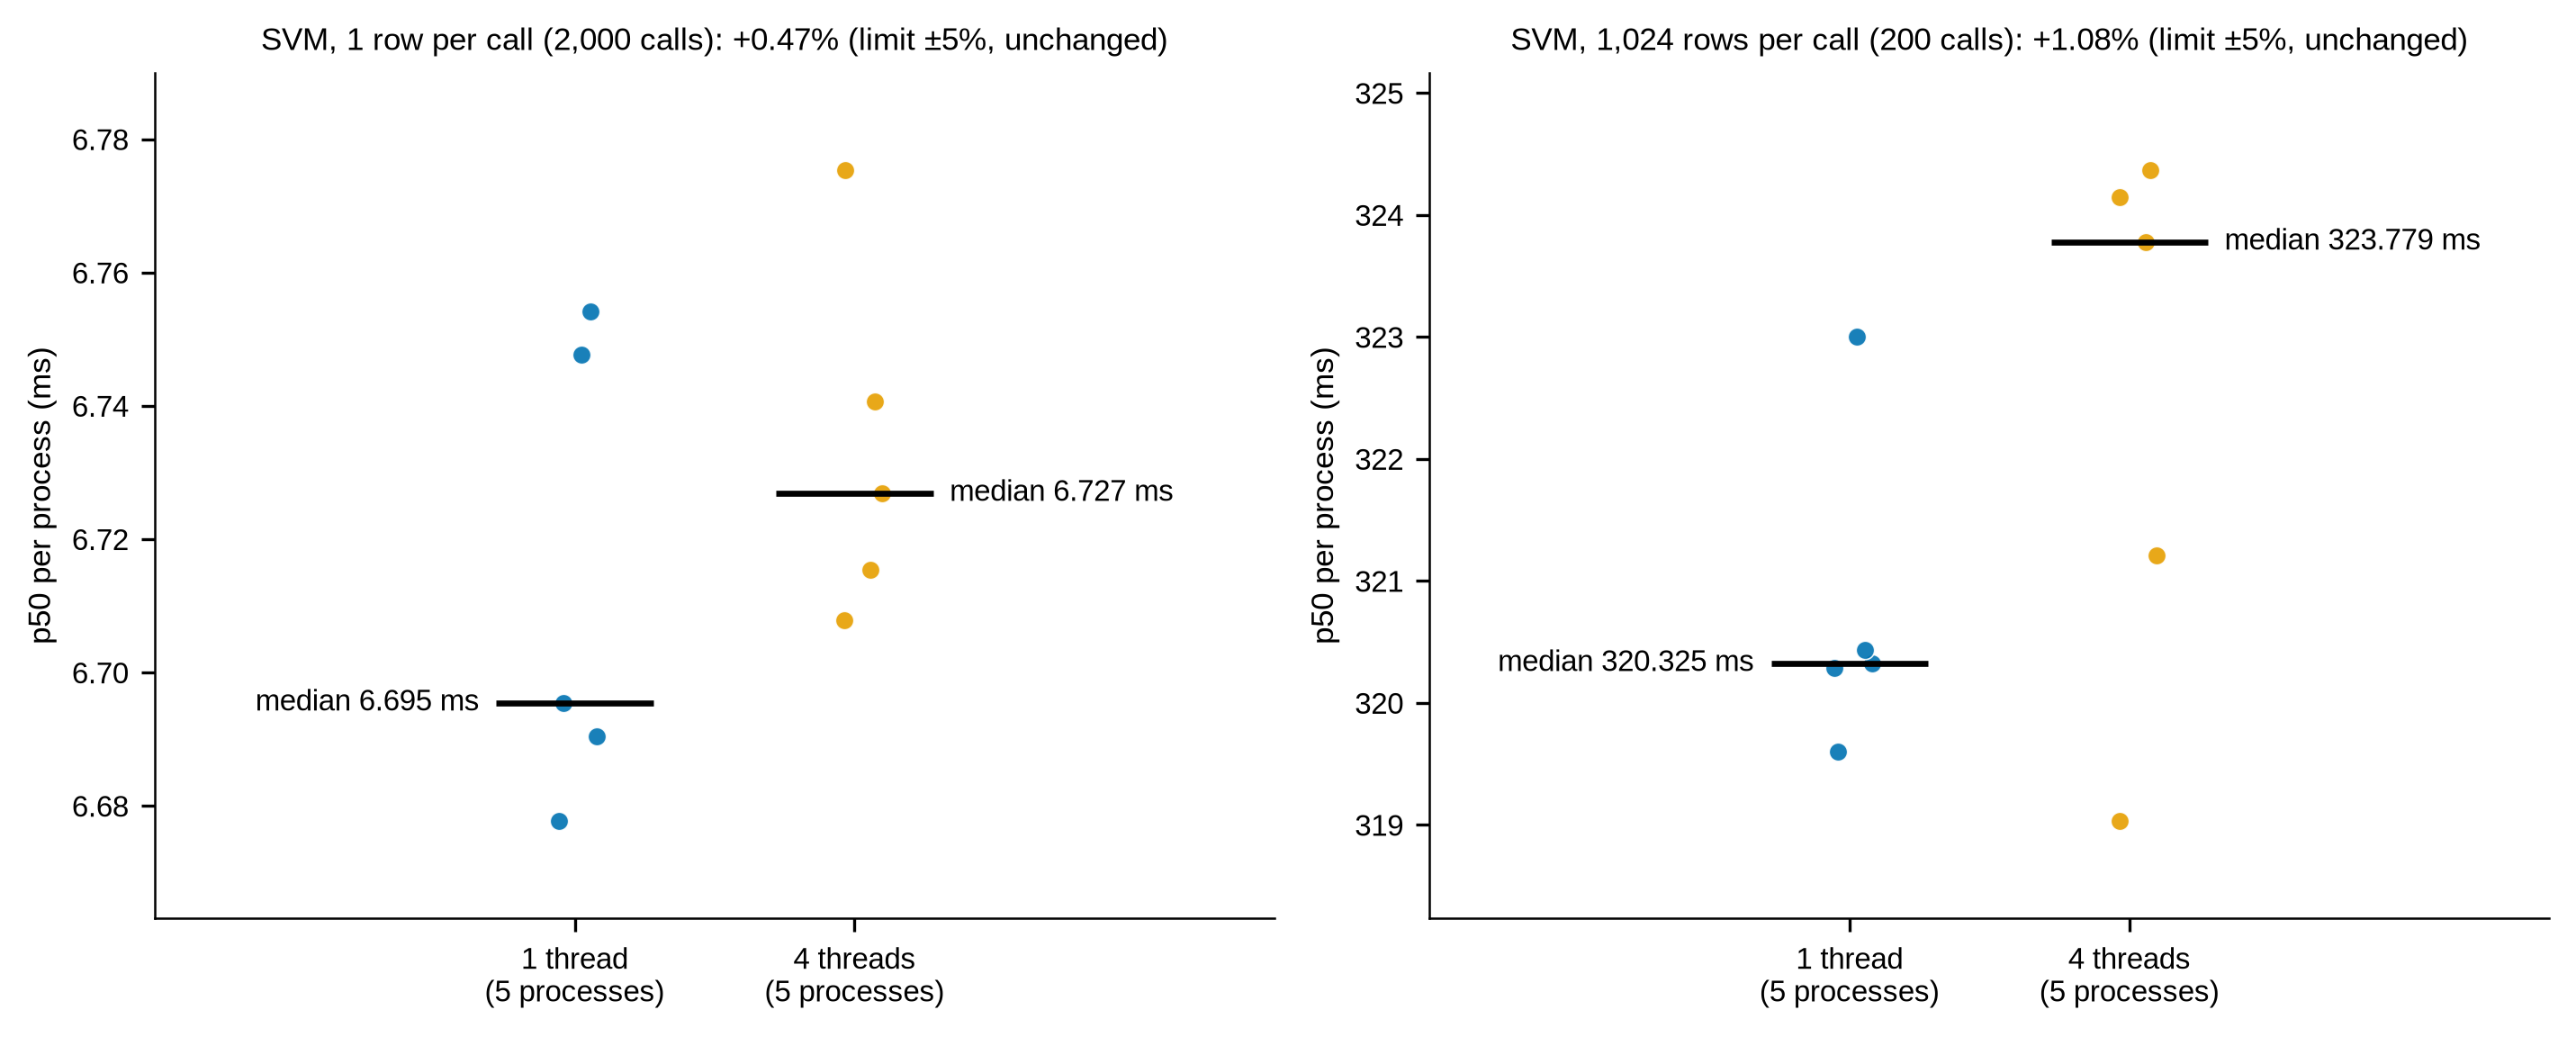 SVM, 1 row per call (2,000 calls): +0.47% (limit ±5%, unchanged)
p50 per process (ms)
6.78
6.76
6.74
6.72
6.70
6.68
median 6.695 ms
median 6.727 ms
1 thread
(5 processes)
4 threads
(5 processes)
SVM, 1,024 rows per call (200 calls): +1.08% (limit ±5%, unchanged)
p50 per process (ms)
325
324
323
322
321
320
319
median 320.325 ms
median 323.779 ms
1 thread
(5 processes)
4 threads
(5 processes)